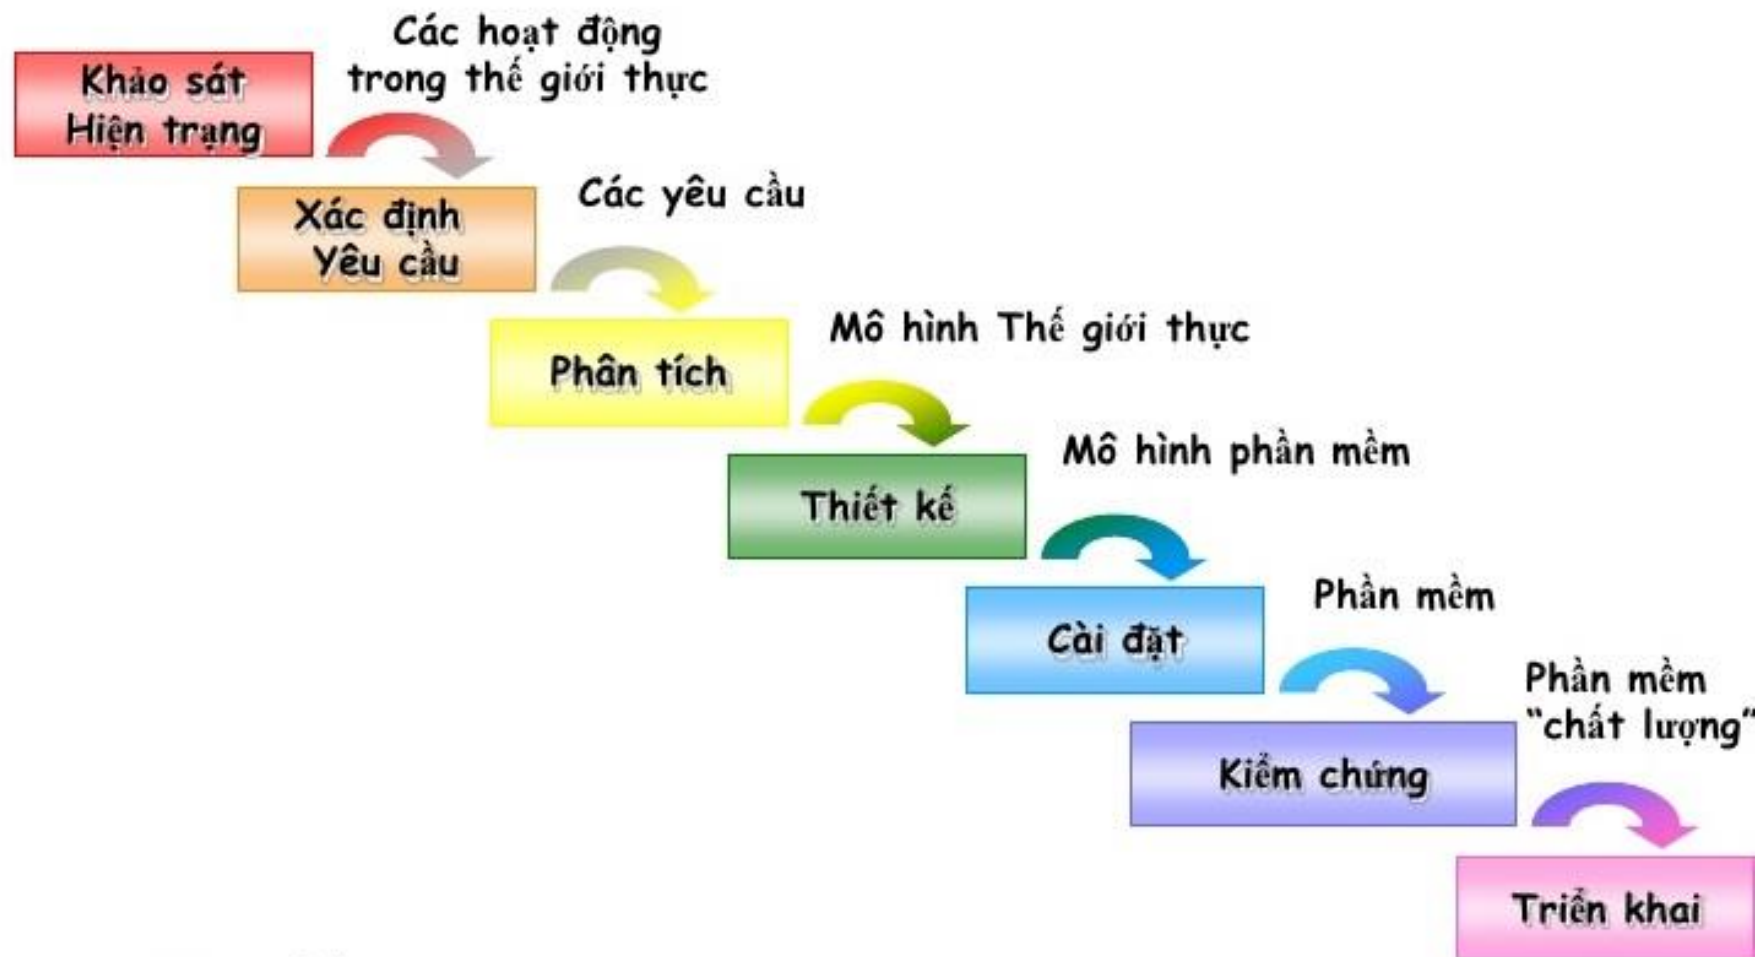 Các hoạt động
trong thế giới thực
Khảo sát
Hiện trạng
Các yêu cầu
Xác định
Yêu cầu
Mô hình Thế giới thực
Phân tích
Mô hình phần mềm
Thiết kế
Phần mềm
Cài đặt
Phần mềm
“chất lượng”
Kiểm chứng
Triển khai